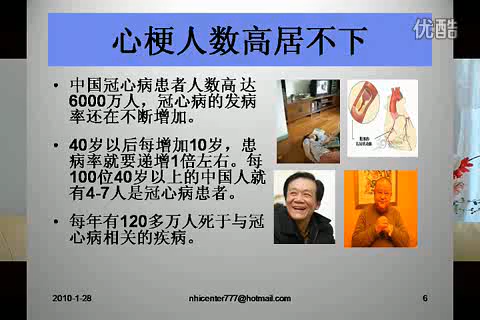 优酷
心梗人数高居不下
• 中国冠心病患者人数高达
6000万人，冠心病的发病
率还在不断增加。
• 40岁以后每增加10岁，患
病率就要递增1倍左右。每
100位40岁以上的中国人就
有4-7人是冠心病患者。
• 每年有120多万人死于与冠
心病相关的疾病。
2010-1-28
nhicenter777@hotmail.com
6